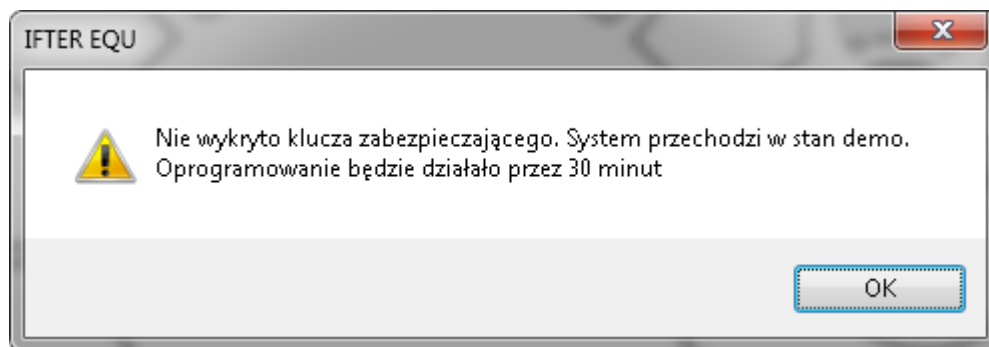 IFTER EQU
Nie wykryto klucza zabezpieczającego. System przechodzi w stan demo.
Oprogramowanie będzie działało przez 30 minut
OK